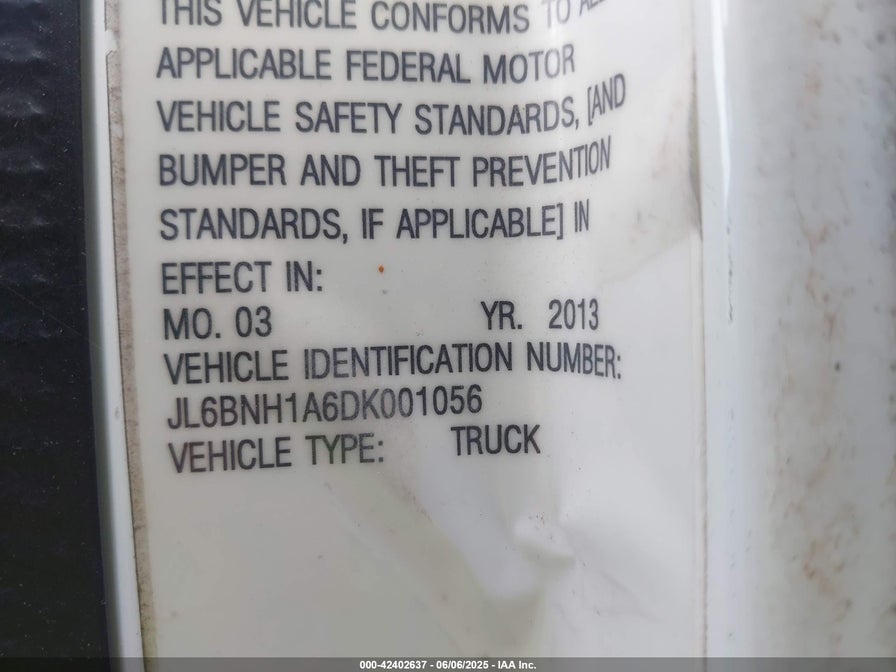 THIS VEHICLE CONFORMS TO ALL
APPLICABLE FEDERAL MOTOR
VEHICLE SAFETY STANDARDS, [AND
BUMPER AND THEFT PREVENTION
STANDARDS, IF APPLICABLE] IN
EFFECT IN:
MO. 03 YR. 2013
VEHICLE IDENTIFICATION NUMBER:
JL6BNH1A6DK001056
VEHICLE TYPE: TRUCK
000-42402637 - 06/06/2025 - IAA Inc.